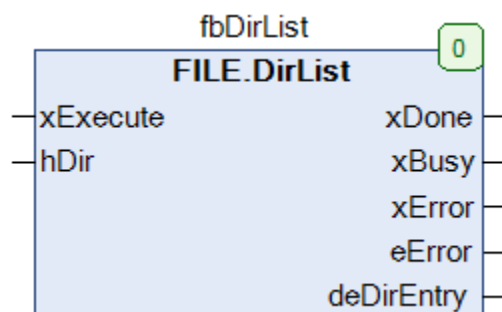 fbDirList
0
FILE.DirList
xExecute xDone
hDir xBusy
xError
eError
deDirEntry